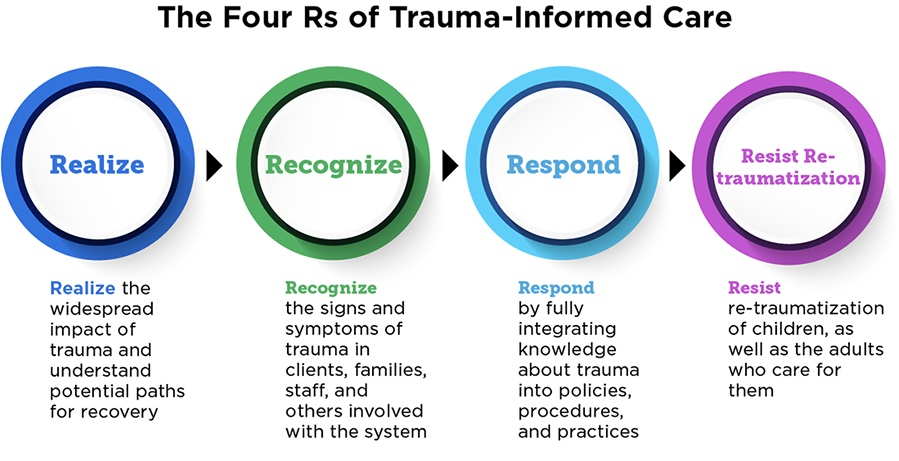 The Four Rs of Trauma-Informed Care
Realize
Recognize
Respond
Resist Re-
traumatization
Realize the
widespread
impact of
trauma and
understand
potential paths
for recovery
Recognize
the signs and
symptoms of
trauma in
clients, families,
staff, and
others involved
with the system
Respond
by fully
integrating
knowledge
about trauma
into policies,
procedures,
and practices
Resist
re-traumatization
of children, as
well as the adults
who care for
them